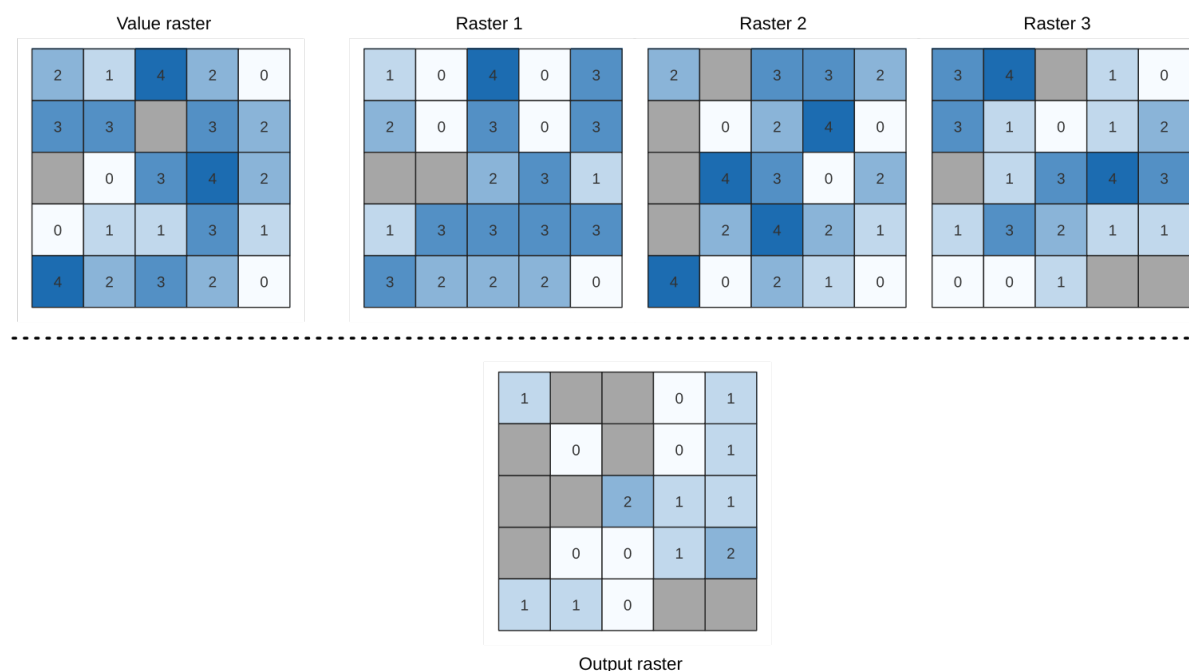 Value raster Raster 1 Raster 2 Raster 3
2 1 4 2 0 1 0 4 0 3 2 3 3 2 3 4 1 0
3 3 3 2 2 0 3 0 3 0 2 4 0 3 1 0 1 2
0 3 4 2 2 3 1 4 3 0 2 1 3 4 3
0 1 1 3 1 1 3 3 3 3 2 4 2 1 1 3 2 1 1
4 2 3 2 0 3 2 2 2 0 4 0 2 1 0 0 0 1
1 0 1
0 0 1
2 1 1
0 0 1 2
1 1 0
Output raster